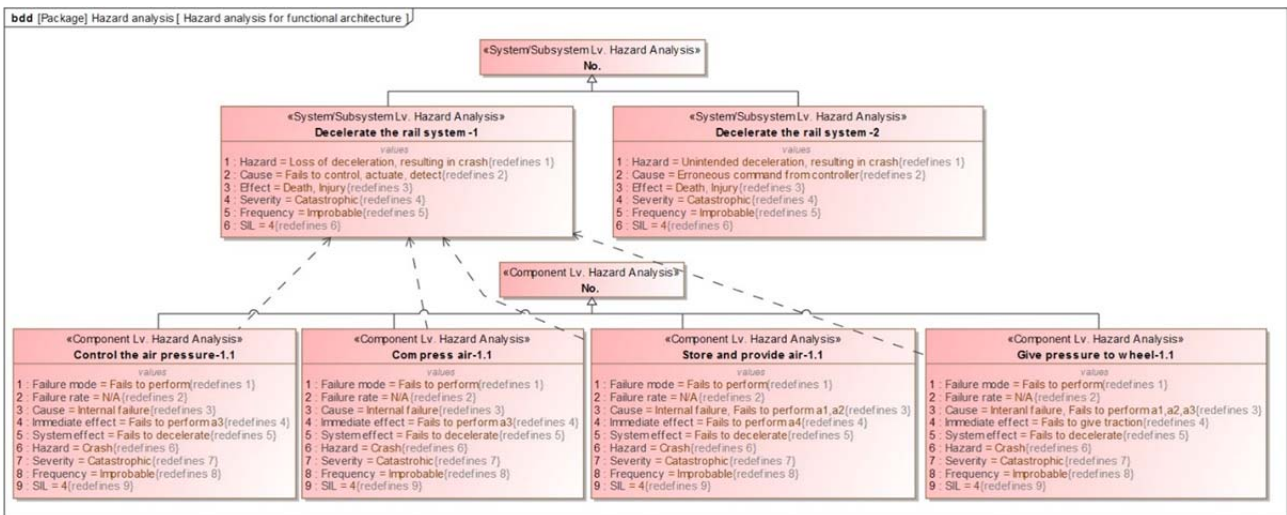 bdd [Package] Hazard analysis [ Hazard analysis for functional architecture ]
«System/Subsystem Lv. Hazard Analysis»
No.
«System/Subsystem Lv. Hazard Analysis»
Decelerate the rail system -1
values
1 : Hazard = Loss of deceleration, resulting in crash{redefines 1}
2 : Cause = Fails to control, actuate, detect{redefines 2}
3 : Effect = Death, Injury{redefines 3}
4 : Severity = Catastrophic{redefines 4}
5 : Frequency = Improbable{redefines 5}
6 : SIL = 4{redefines 6}
«System/Subsystem Lv. Hazard Analysis»
Decelerate the rail system -2
values
1 : Hazard = Unintended deceleration, resulting in crash{redefines 1}
2 : Cause = Erroneous command from controller{redefines 2}
3 : Effect = Death, Injury{redefines 3}
4 : Severity = Catastrophic{redefines 4}
5 : Frequency = Improbable{redefines 5}
6 : SIL = 4{redefines 6}
«Component Lv. Hazard Analysis»
No.
«Component Lv. Hazard Analysis»
Control the air pressure-1.1
values
1 : Failure mode = Fails to perform{redefines 1}
2 : Failure rate = N/A{redefines 2}
3 : Cause = Internal failure{redefines 3}
4 : Immediate effect = Fails to perform a3{redefines 4}
5 : System effect = Fails to decelerate{redefines 5}
6 : Hazard = Crash{redefines 6}
7 : Severity = Catastrophic{redefines 7}
8 : Frequency = Improbable{redefines 8}
9 : SIL = 4{redefines 9}
«Component Lv. Hazard Analysis»
Compress air-1.1
values
1 : Failure mode = Fails to perform{redefines 1}
2 : Failure rate = N/A{redefines 2}
3 : Cause = Internal failure{redefines 3}
4 : Immediate effect = Fails to perform a3{redefines 4}
5 : System effect = Fails to decelerate{redefines 5}
6 : Hazard = Crash{redefines 6}
7 : Severity = Catastrophic{redefines 7}
8 : Frequency = Improbable{redefines 8}
9 : SIL = 4{redefines 9}
«Component Lv. Hazard Analysis»
Store and provide air-1.1
values
1 : Failure mode = Fails to perform{redefines 1}
2 : Failure rate = N/A{redefines 2}
3 : Cause = Internal failure, Fails to perform a1,a2{redefines 3}
4 : Immediate effect = Fails to perform a4{redefines 4}
5 : System effect = Fails to decelerate{redefines 5}
6 : Hazard = Crash{redefines 6}
7 : Severity = Catastrophic{redefines 7}
8 : Frequency = Improbable{redefines 8}
9 : SIL = 4{redefines 9}
«Component Lv. Hazard Analysis»
Give pressure to wheel-1.1
values
1 : Failure mode = Fails to perform{redefines 1}
2 : Failure rate = N/A{redefines 2}
3 : Cause = Interanl failure, Fails to perform a1,a2,a3{redefines 3}
4 : Immediate effect = Fails to give traction{redefines 4}
5 : System effect = Fails to decelerate{redefines 5}
6 : Hazard = Crash{redefines 6}
7 : Severity = Catastrophic{redefines 7}
8 : Frequency = Improbable{redefines 8}
9 : SIL = 4{redefines 9}